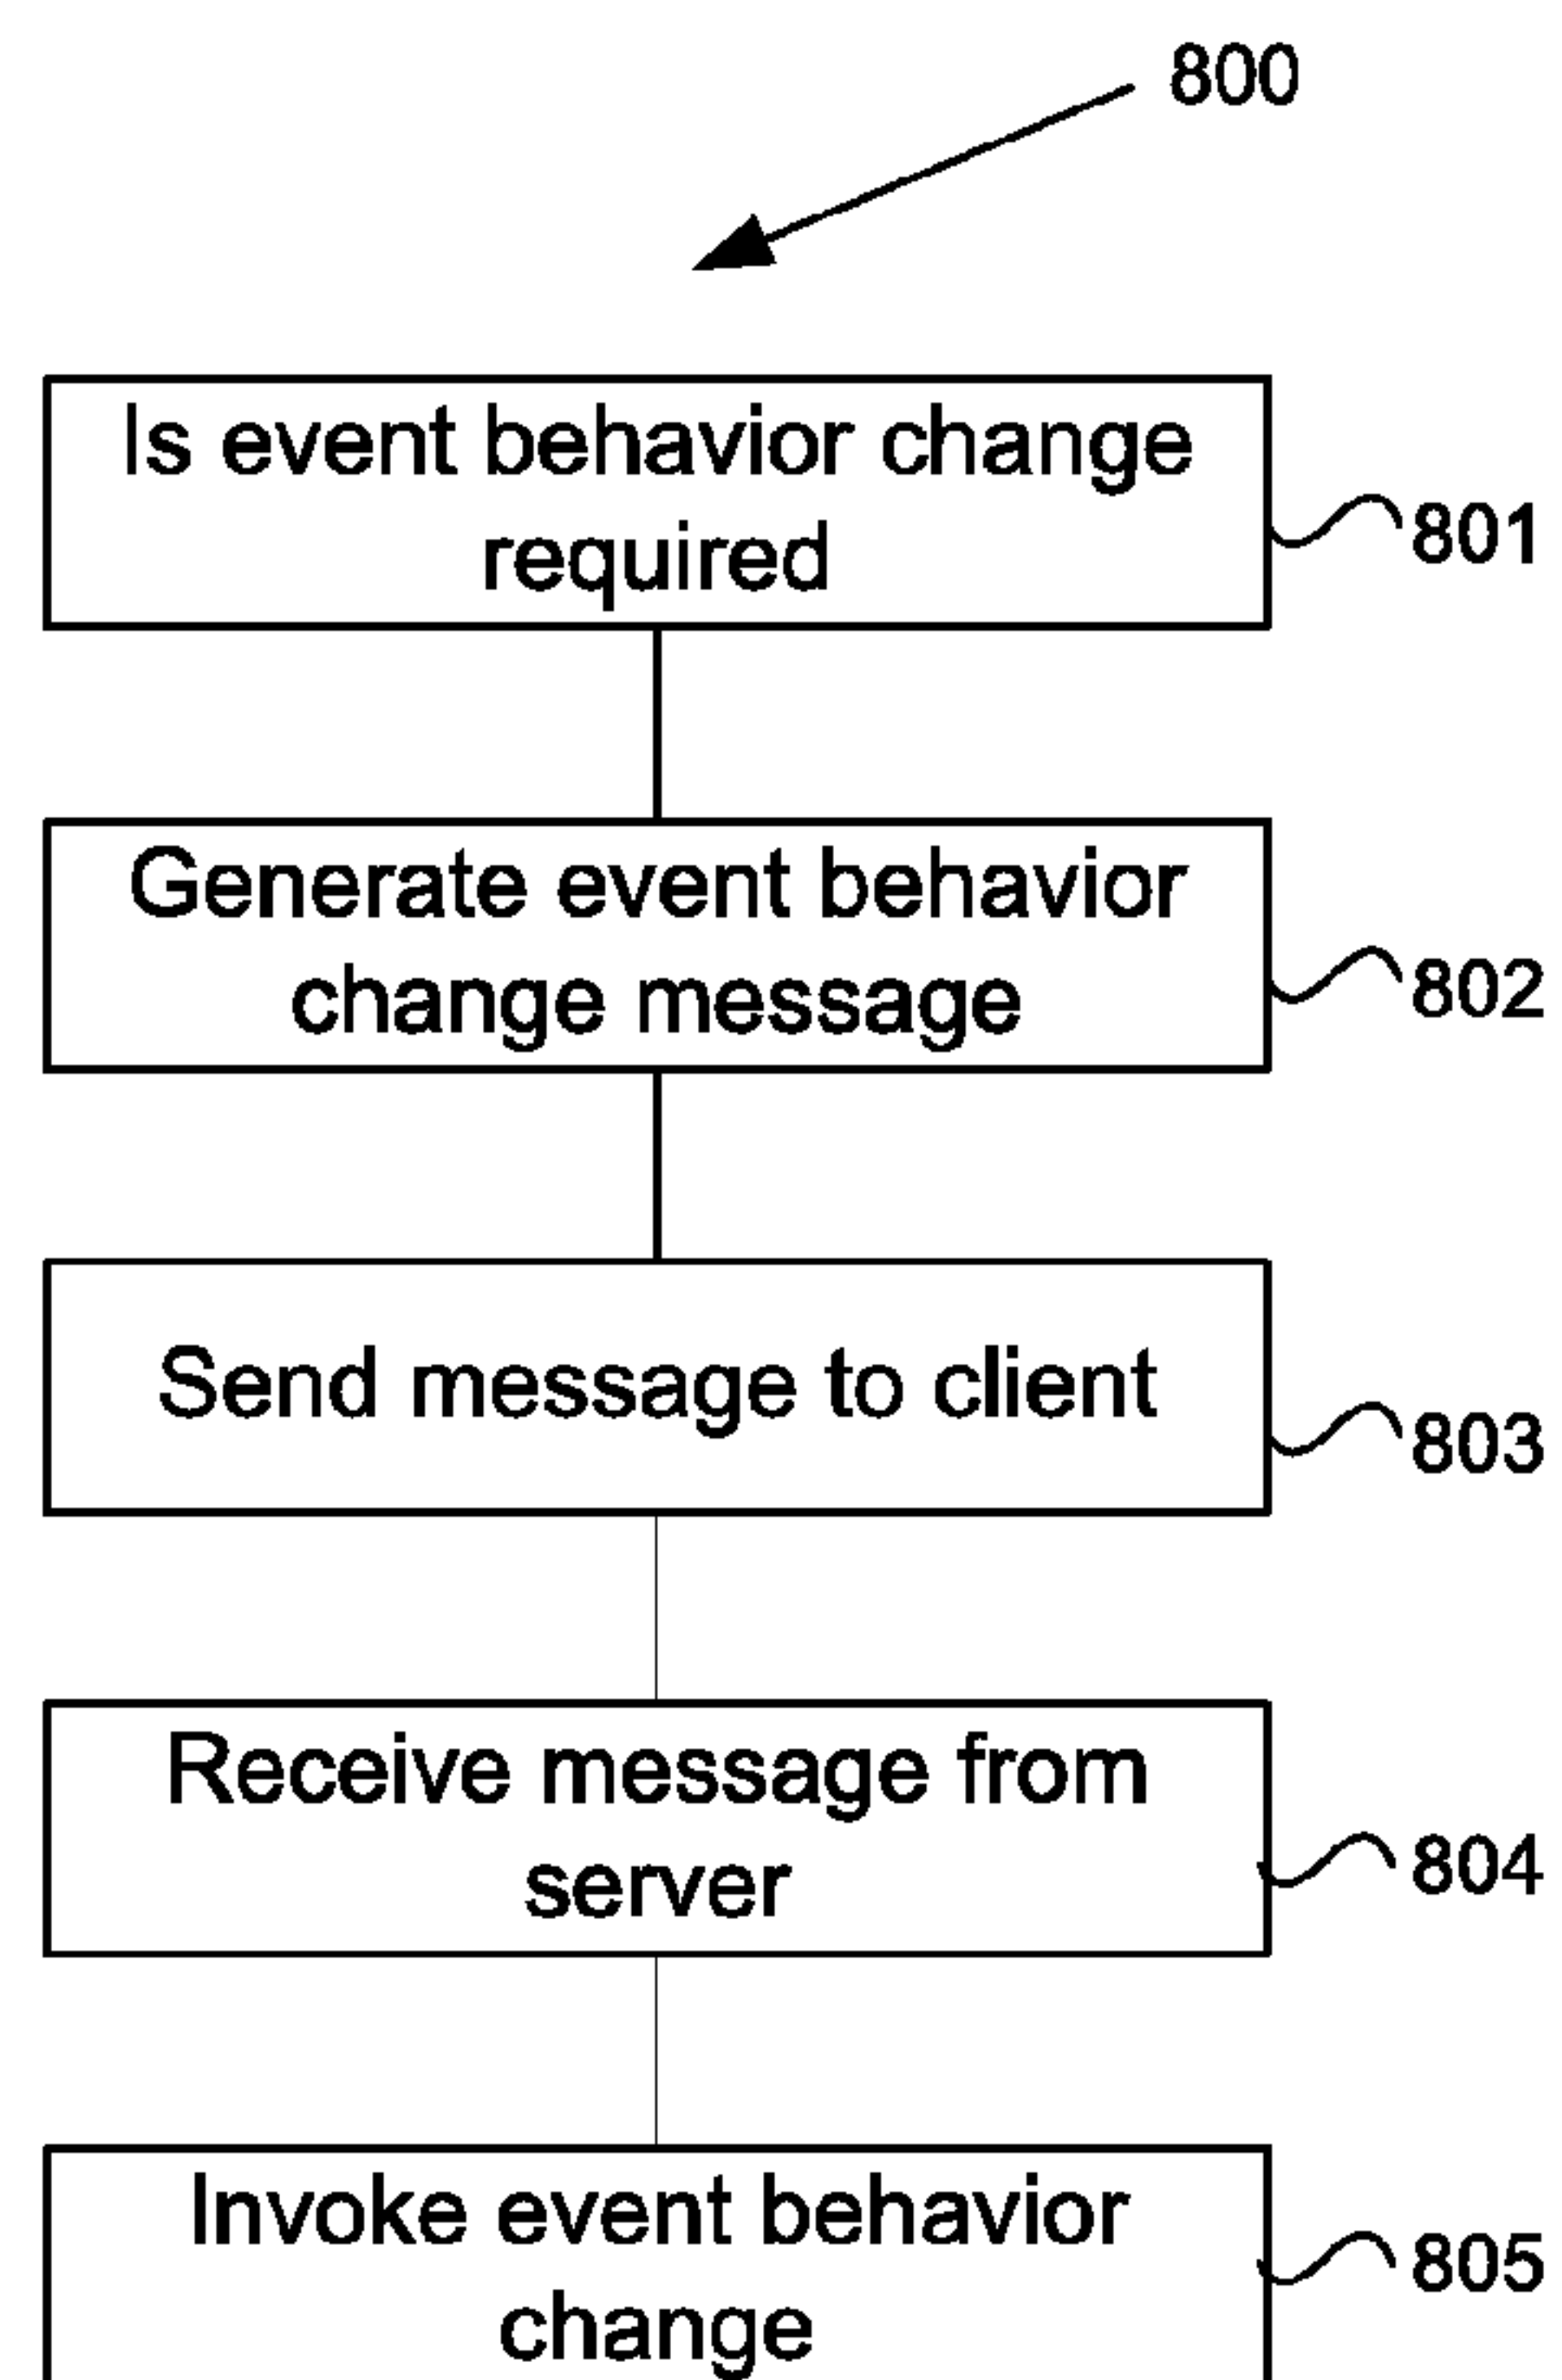 800
Is event behavior change
required
801
Generate event behavior
change message
802
Send message to client
803
Receive message from
server
804
Invoke event behavior
change
805